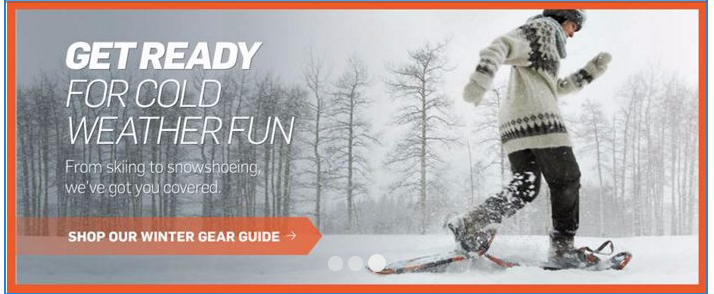 GET READY
FOR COLD
WEATHER FUN
From skiing to snowshoeing,
we've got you covered.
SHOP OUR WINTER GEAR GUIDE →